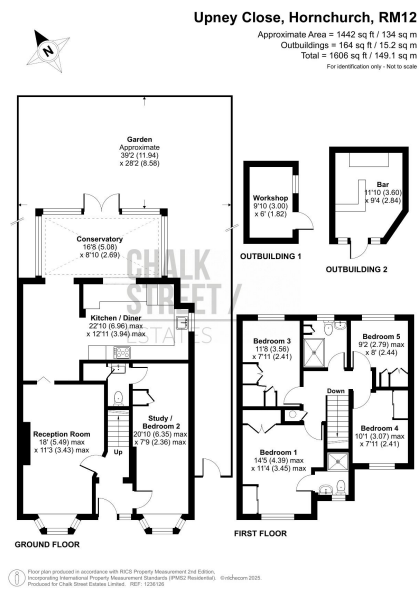 Upney Close, Hornchurch, RM12
Approximate Area = 1442 sq ft / 134 sq m
Outbuildings = 164 sq ft / 15.2 sq m
Total = 1606 sq ft / 149.1 sq m
For identification only - Not to scale
N
Garden
Approximate
39'2 (11.94)
x 28'2 (8.58)
Workshop
9'10 (3.00)
x 6' (1.82)
OUTBUILDING 1
Bar
11'10 (3.60)
x 9'4 (2.84)
OUTBUILDING 2
Conservatory
16'8 (5.08)
x 8'10 (2.69)
CHALK
STREET /
ESTATES
Kitchen / Diner
22'10 (6.96) max
x 12'11 (3.94) max
Reception Room
18' (5.49) max
x 11'3 (3.43) max
Up
Study /
Bedroom 2
20'10 (6.35) max
x 7'9 (2.36) max
GROUND FLOOR
Bedroom 3
11'8 (3.56)
x 7'11 (2.41)
Bedroom 5
9'2 (2.79) max
x 8' (2.44)
Down
Bedroom 4
10'1 (3.07) max
x 7'11 (2.41)
Bedroom 1
14'5 (4.39) max
x 11'4 (3.45) max
FIRST FLOOR
Floor plan produced in accordance with RICS Property Measurement 2nd Edition,
Incorporating International Property Measurement Standards (IPMS2 Residential). ©nichecom 2025.
Produced for Chalk Street Estates Limited. REF: 1236126